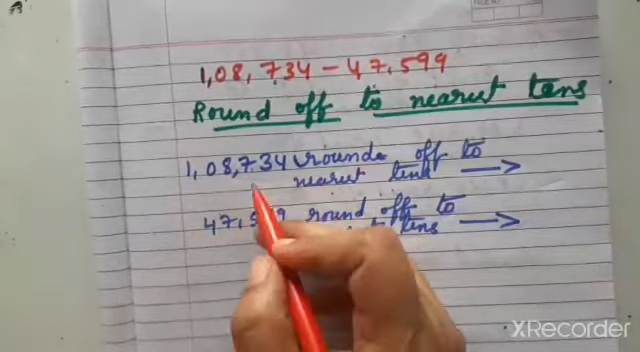 1,08,734 - 47,599
Round off to nearest tens
1,08,734 rounds off to
nearest tens
round off to
tens
XRecorder